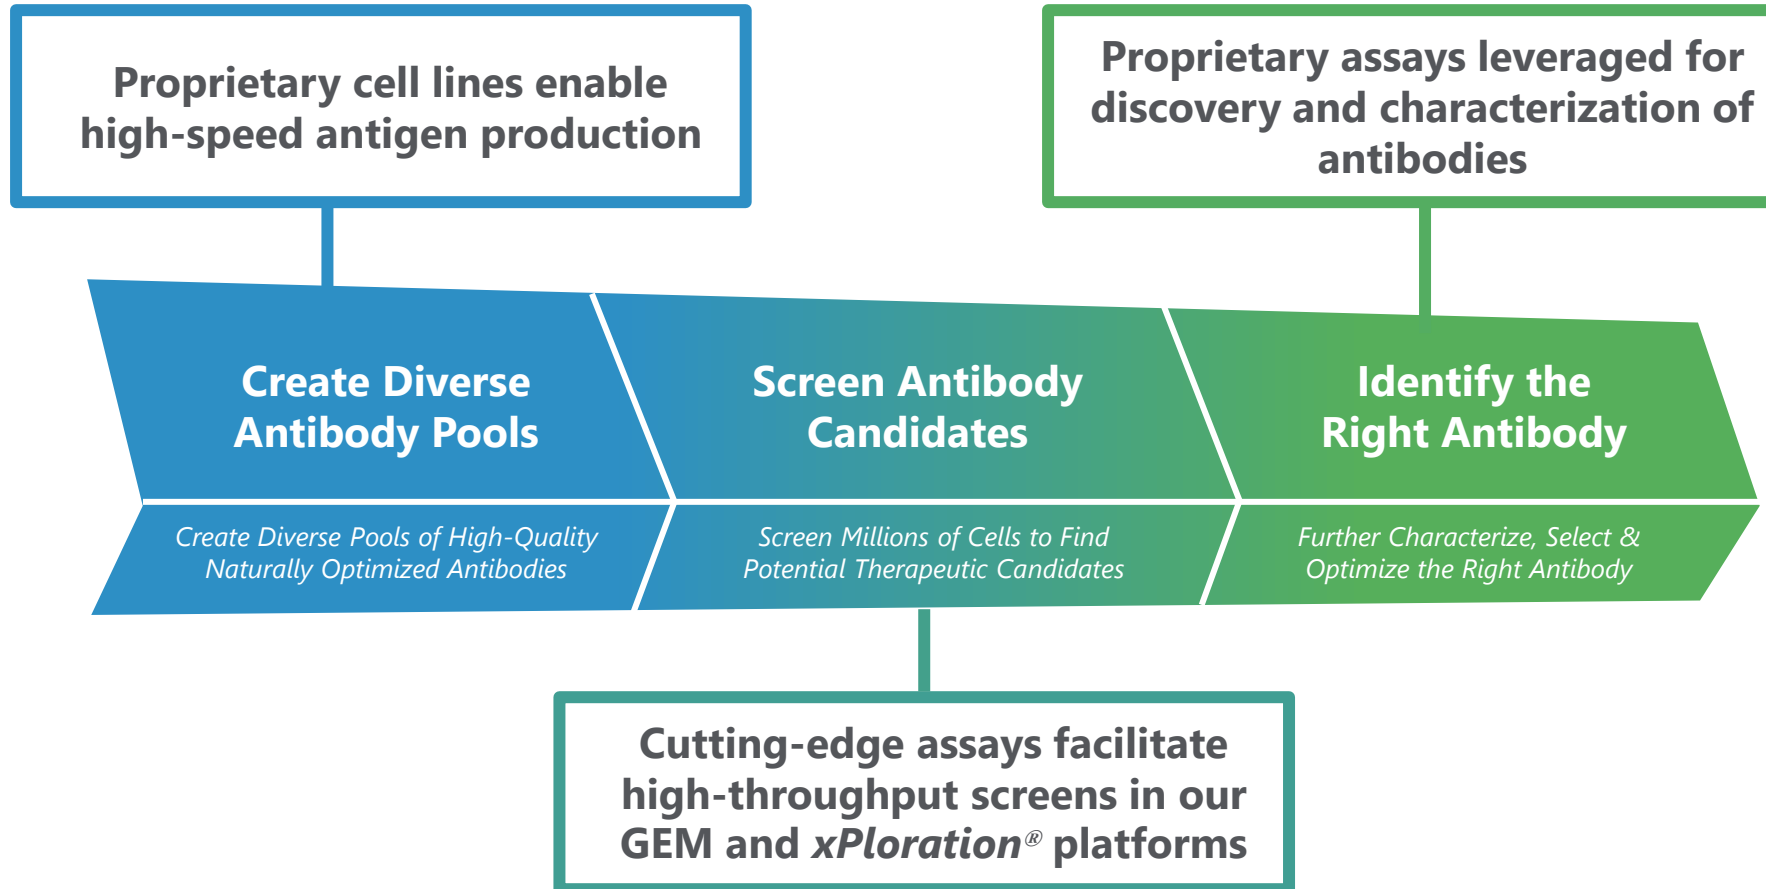 Proprietary cell lines enable
high-speed antigen production
Proprietary assays leveraged for
discovery and characterization of
antibodies
Create Diverse
Antibody Pools
Screen Antibody
Candidates
Identify the
Right Antibody
Create Diverse Pools of High-Quality
Naturally Optimized Antibodies
Screen Millions of Cells to Find
Potential Therapeutic Candidates
Further Characterize, Select &
Optimize the Right Antibody
Cutting-edge assays facilitate
high-throughput screens in our
GEM and xPloration® platforms